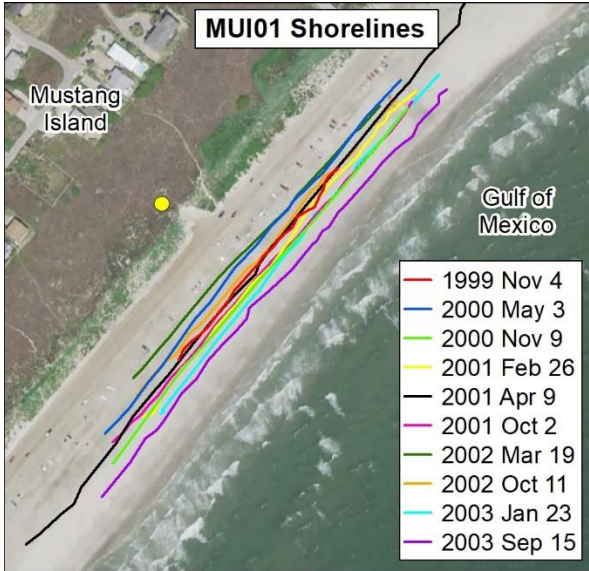 MUI01 Shorelines
Mustang
Island
Gulf of
Mexico
1999 Nov 4
2000 May 3
2000 Nov 9
2001 Feb 26
2001 Apr 9
2001 Oct 2
2002 Mar 19
2002 Oct 11
2003 Jan 23
2003 Sep 15